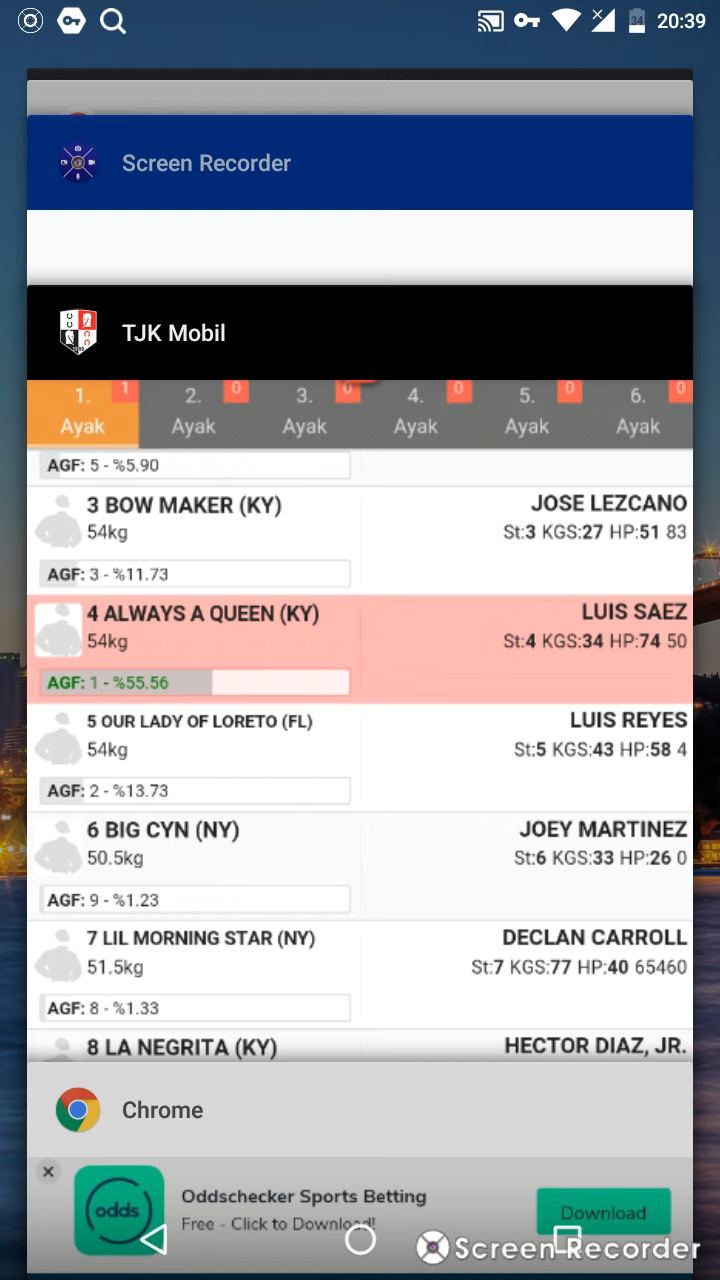 34 20:39
Screen Recorder
TJK Mobil
1. 1 2. 0 3. 0 4. 0 5. 0 6. 0
Ayak Ayak Ayak Ayak Ayak Ayak
AGF: 5 - %5.90
3 BOW MAKER (KY) JOSE LEZCANO
54kg St:3 KGS:27 HP:51 83
AGF: 3 - %11.73
4 ALWAYS A QUEEN (KY) LUIS SAEZ
54kg St:4 KGS:34 HP:74 50
AGF: 1 - %55.56
5 OUR LADY OF LORETO (FL) LUIS REYES
54kg St:5 KGS:43 HP:58 4
AGF: 2 - %13.73
6 BIG CYN (NY) JOEY MARTINEZ
50.5kg St:6 KGS:33 HP:26 0
AGF: 9 - %1.23
7 LIL MORNING STAR (NY) DECLAN CARROLL
51.5kg St:7 KGS:77 HP:40 65460
AGF: 8 - %1.33
8 LA NEGRITA (KY) HECTOR DIAZ, JR.
Chrome
odds
Oddschecker Sports Betting
Free - Click to Download!
Download
Screen Recorder